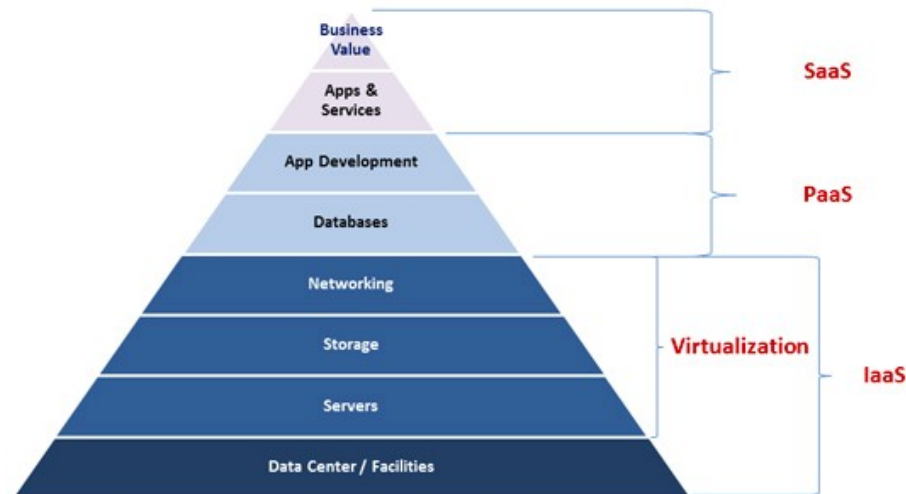 Business
Value
SaaS
Apps &
Services
App Development
PaaS
Databases
Networking
Storage
Virtualization
IaaS
Servers
Data Center / Facilities